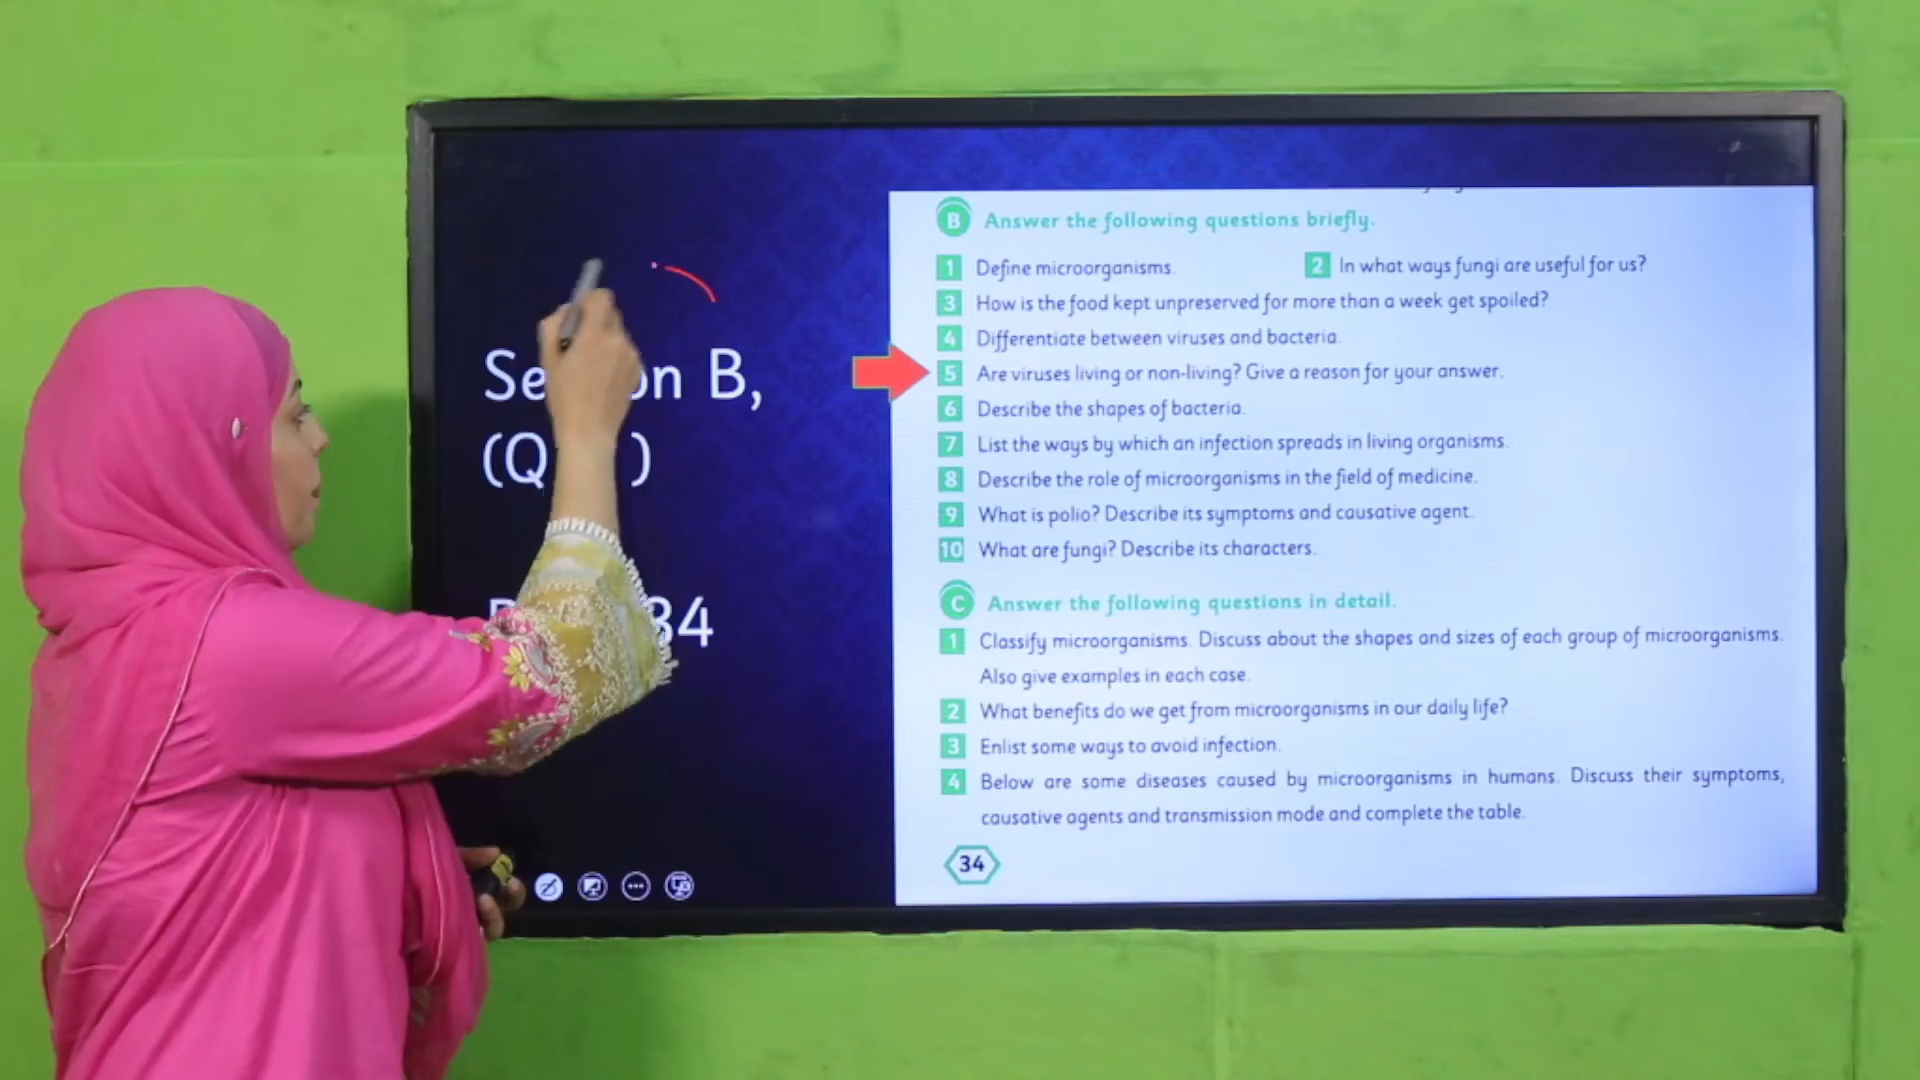 B Answer the following questions briefly.
1 Define microorganisms. 2 In what ways fungi are useful for us?
3 How is the food kept unpreserved for more than a week get spoiled?
4 Differentiate between viruses and bacteria.
5 Are viruses living or non-living? Give a reason for your answer.
6 Describe the shapes of bacteria.
7 List the ways by which an infection spreads in living organisms.
8 Describe the role of microorganisms in the field of medicine.
9 What is polio? Describe its symptoms and causative agent.
10 What are fungi? Describe its characters.
C Answer the following questions in detail.
1 Classify microorganisms. Discuss about the shapes and sizes of each group of microorganisms.
Also give examples in each case.
2 What benefits do we get from microorganisms in our daily life?
3 Enlist some ways to avoid infection.
4 Below are some diseases caused by microorganisms in humans. Discuss their symptoms,
causative agents and transmission mode and complete the table.
34
B,
34